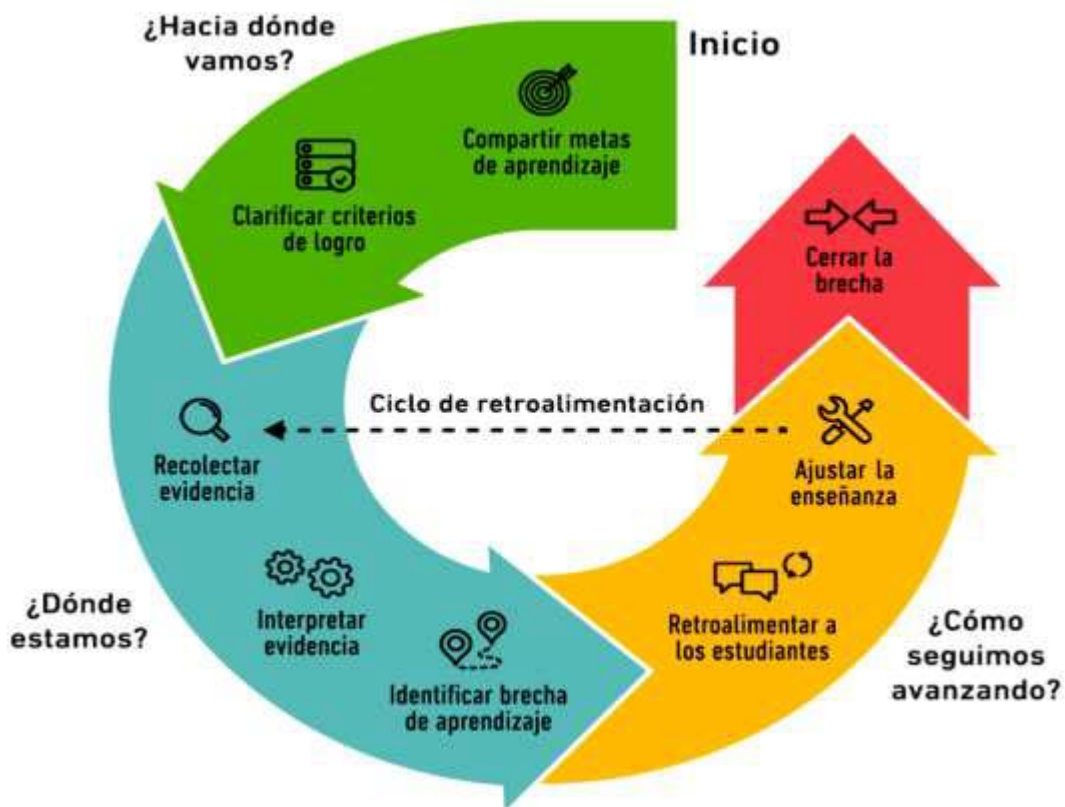 ¿Hacia dónde
vamos?
Inicio
Compartir metas
de aprendizaje
Clarificar criterios
de logro
Recolectar
evidencia
Interpretar
evidencia
Identificar brecha
de aprendizaje
¿Dónde
estamos?
Ciclo de retroalimentación
Retroalimentar a
los estudiantes
Ajustar la
enseñanza
¿Cómo
seguimos
avanzando?
Cerrar la
brecha